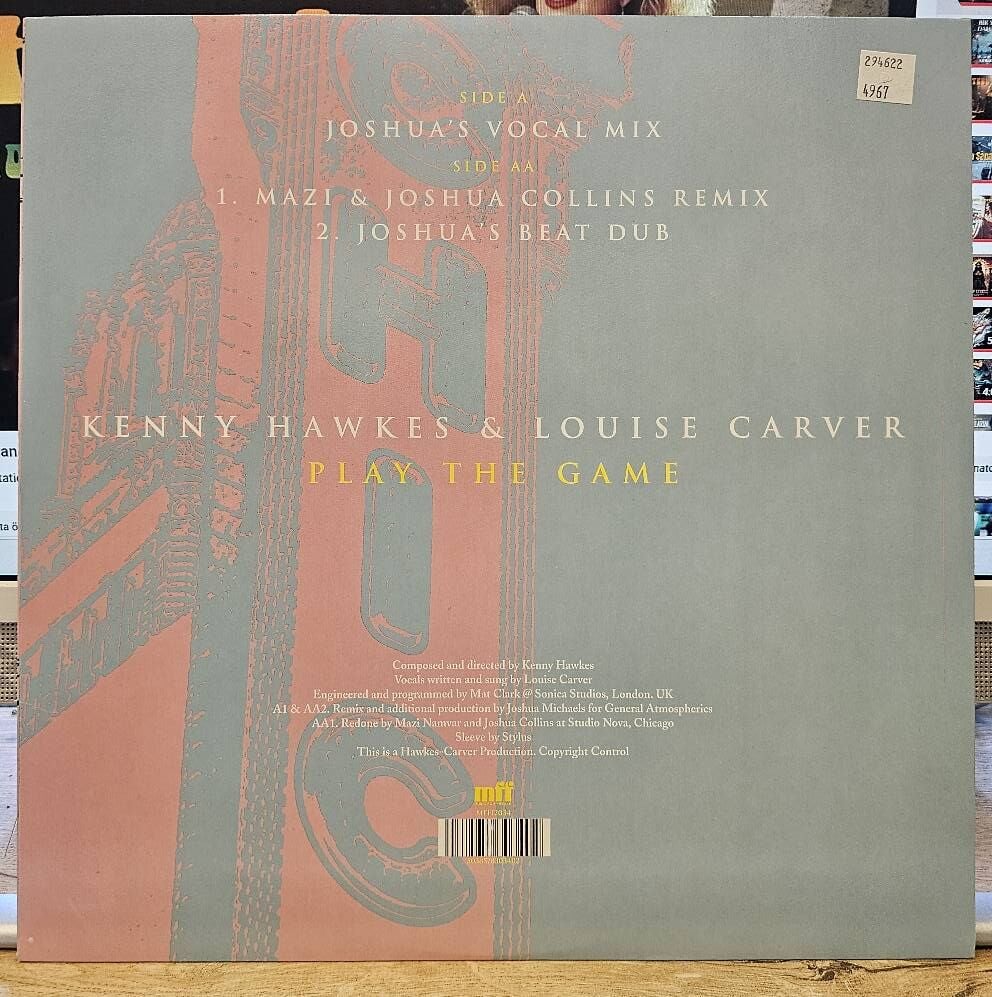 294622
4967
SIDE A
JOSHUA'S VOCAL MIX
SIDE AA
1. MAZI & JOSHUA COLLINS REMIX
2. JOSHUA'S BEAT DUB
KENNY HAWKES & LOUISE CARVER
PLAY THE GAME
Composed and directed by Kenny Hawkes
Vocals written and sung by Louise Carver
Engineered and programmed by Mat Clark @ Sonica Studios, London. UK
A1 & AA2. Remix and additional production by Joshua Michaels for General Atmospherics
AA1. Redone by Mazi Namvar and Joshua Collins at Studio Nova, Chicago
Sleeve by Stylus
This is a Hawkes-Carver Production. Copyright Control